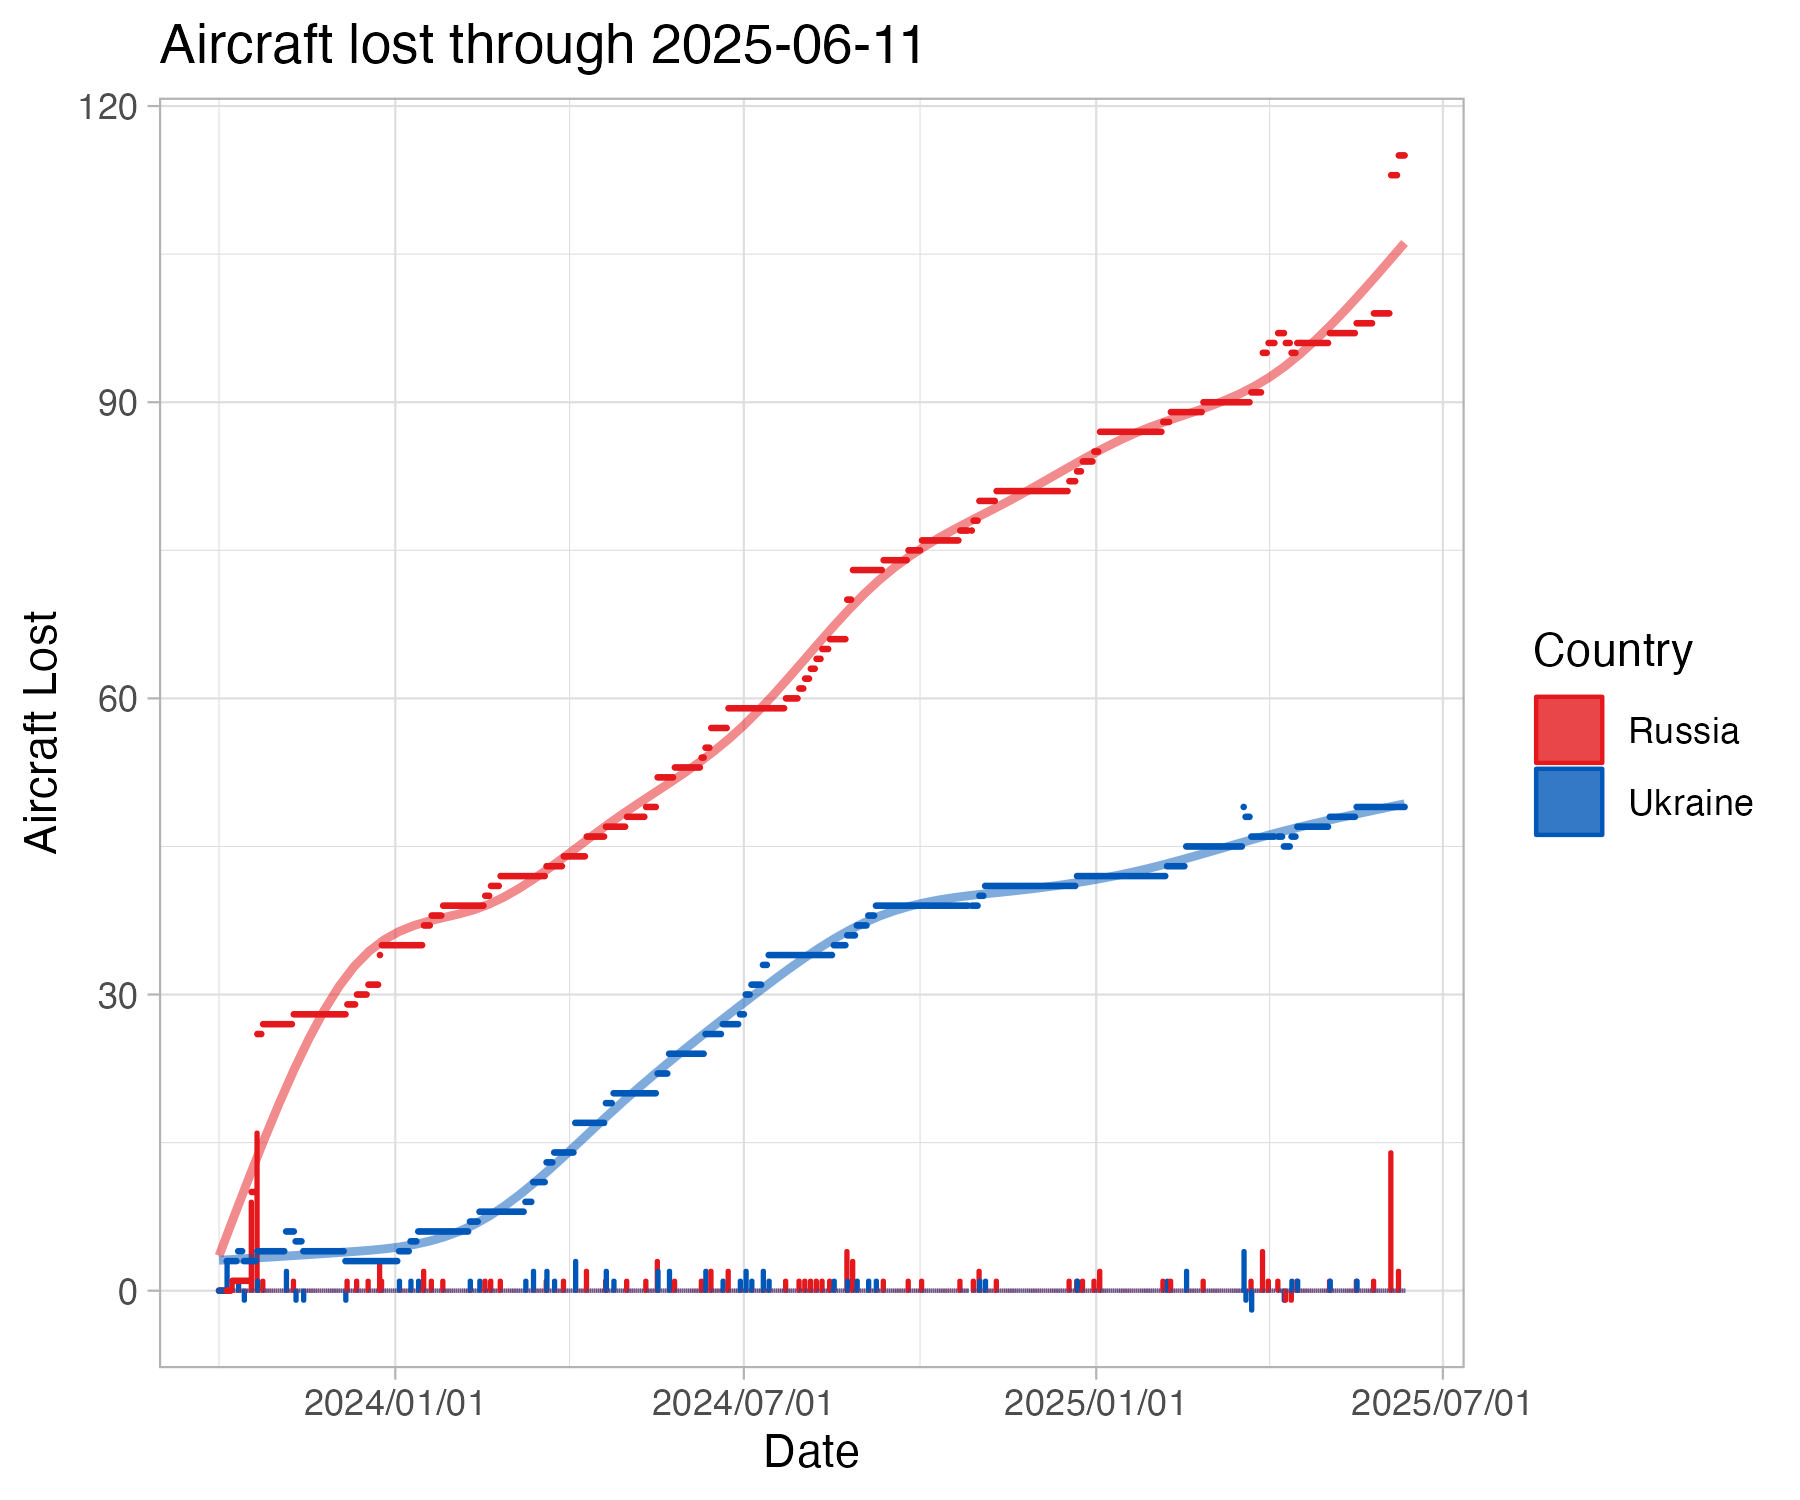 Aircraft lost through 2025-06-11
120
90
60
30
0
Aircraft Lost
2024/01/01
2024/07/01
2025/01/01
2025/07/01
Date
Country
Russia
Ukraine